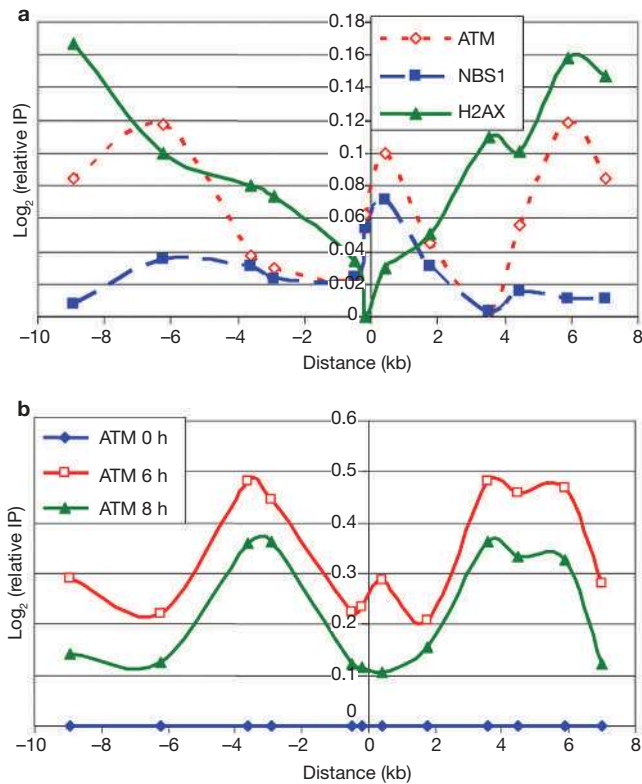 a
0.18
0.16
0.14
0.12
0.1
0.08
0.06
0.04
0.02
0
ATM
NBS1
H2AX
Log2 (relative IP)
−10 −8 −6 −4 −2 0 2 4 6 8
Distance (kb)
b
0.6
0.5
0.4
0.3
0.2
0.1
0
ATM 0 h
ATM 6 h
ATM 8 h
Log2 (relative IP)
−10 −8 −6 −4 −2 0 2 4 6 8
Distance (kb)